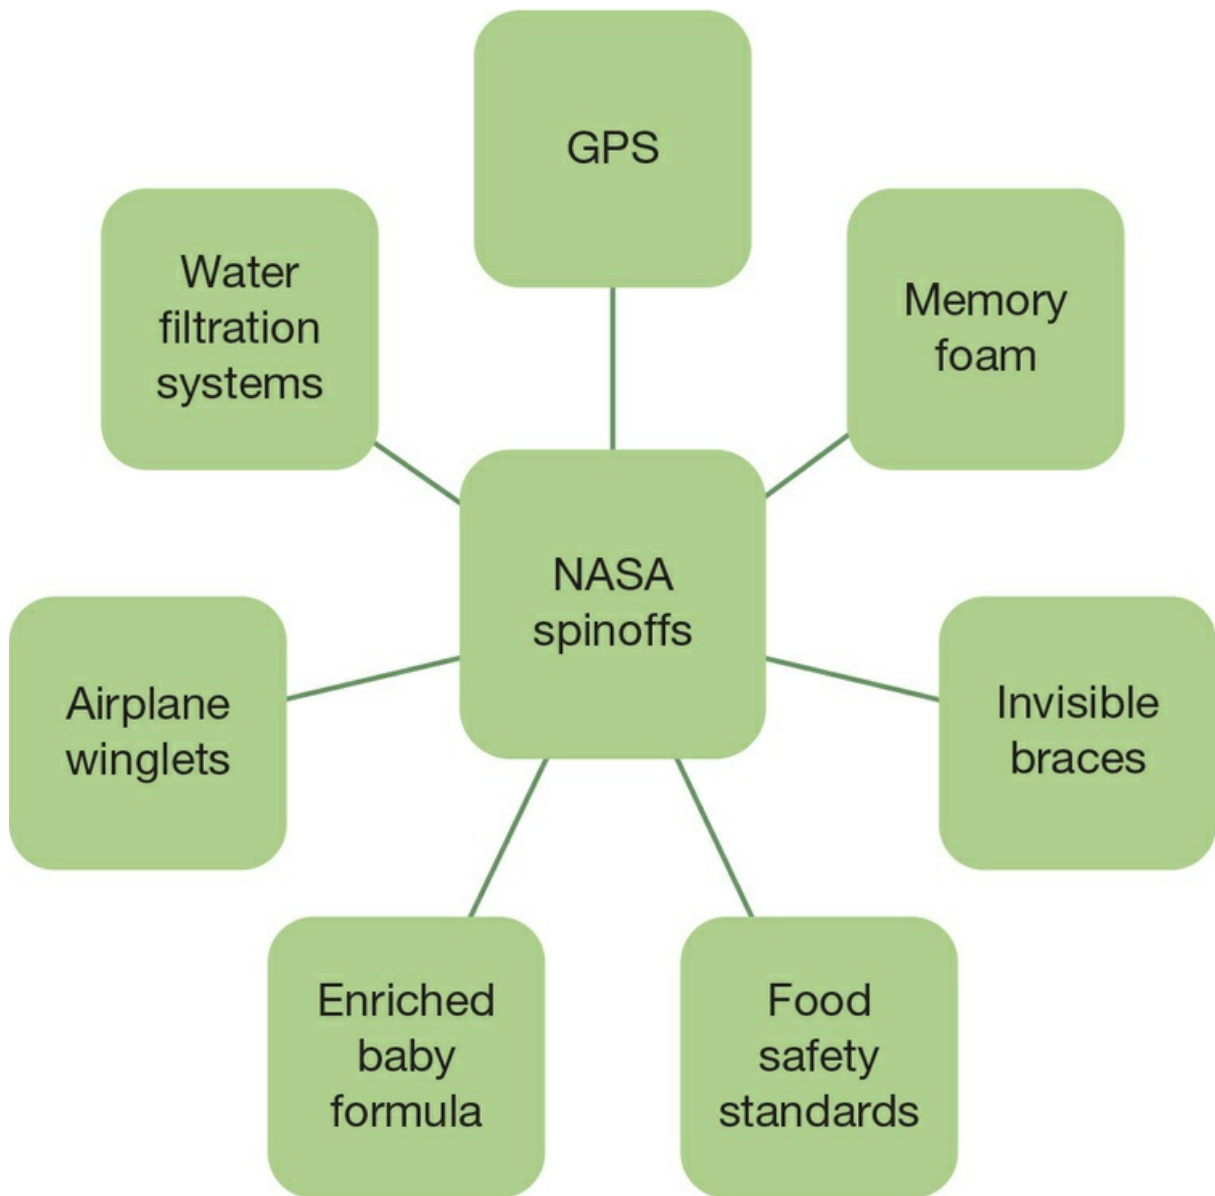 GPS
Water
filtration
systems
Memory
foam
NASA
spinoffs
Airplane
winglets
Invisible
braces
Enriched
baby
formula
Food
safety
standards